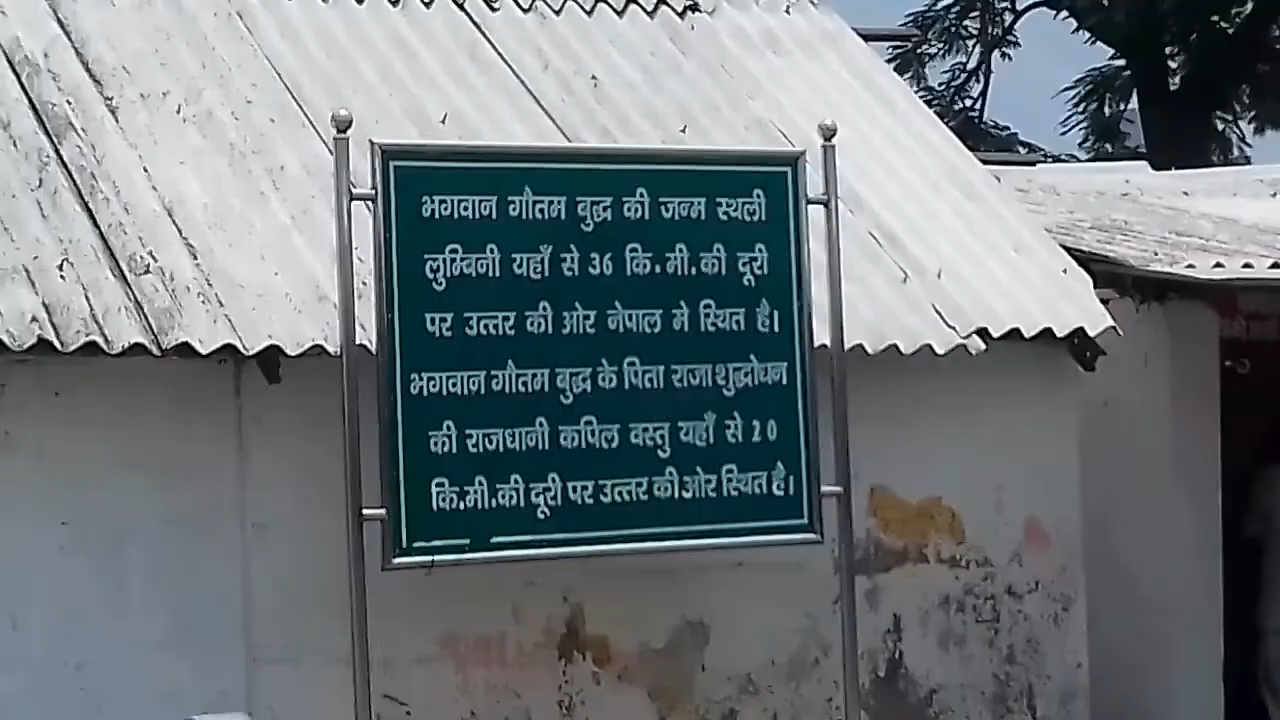 भगवान गौतम बुद्ध की जन्म स्थली
लुम्बिनी यहाँ से 36 कि.मी.की दूरी
पर उत्तर की ओर नेपाल मे स्थित है।
भगवान गौतम बुद्ध के पिता राजा शुद्धोधन
की राजधानी कपिल वस्तु यहाँ से 20
कि.मी.की दूरी पर उत्तर की ओर स्थित है।